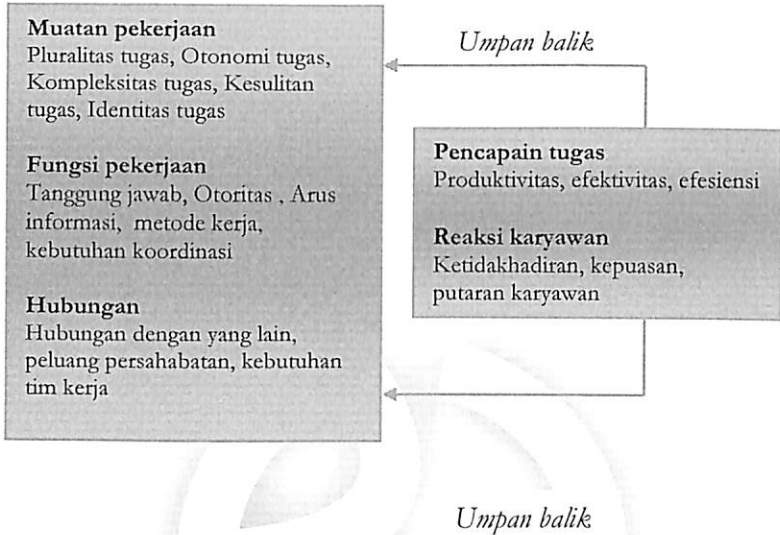 Muatan pekerjaan
Pluralitas tugas, Otonomi tugas,
Kompleksitas tugas, Kesulitan
tugas, Identitas tugas
Fungsi pekerjaan
Tanggung jawab, Otoritas , Arus
informasi, metode kerja,
kebutuhan koordinasi
Hubungan
Hubungan dengan yang lain,
peluang persahabatan, kebutuhan
tim kerja
Umpan balik
Pencapain tugas
Produktivitas, efektivitas, efesiensi
Reaksi karyawan
Ketidakhadiran, kepuasan,
putaran karyawan
Umpan balik